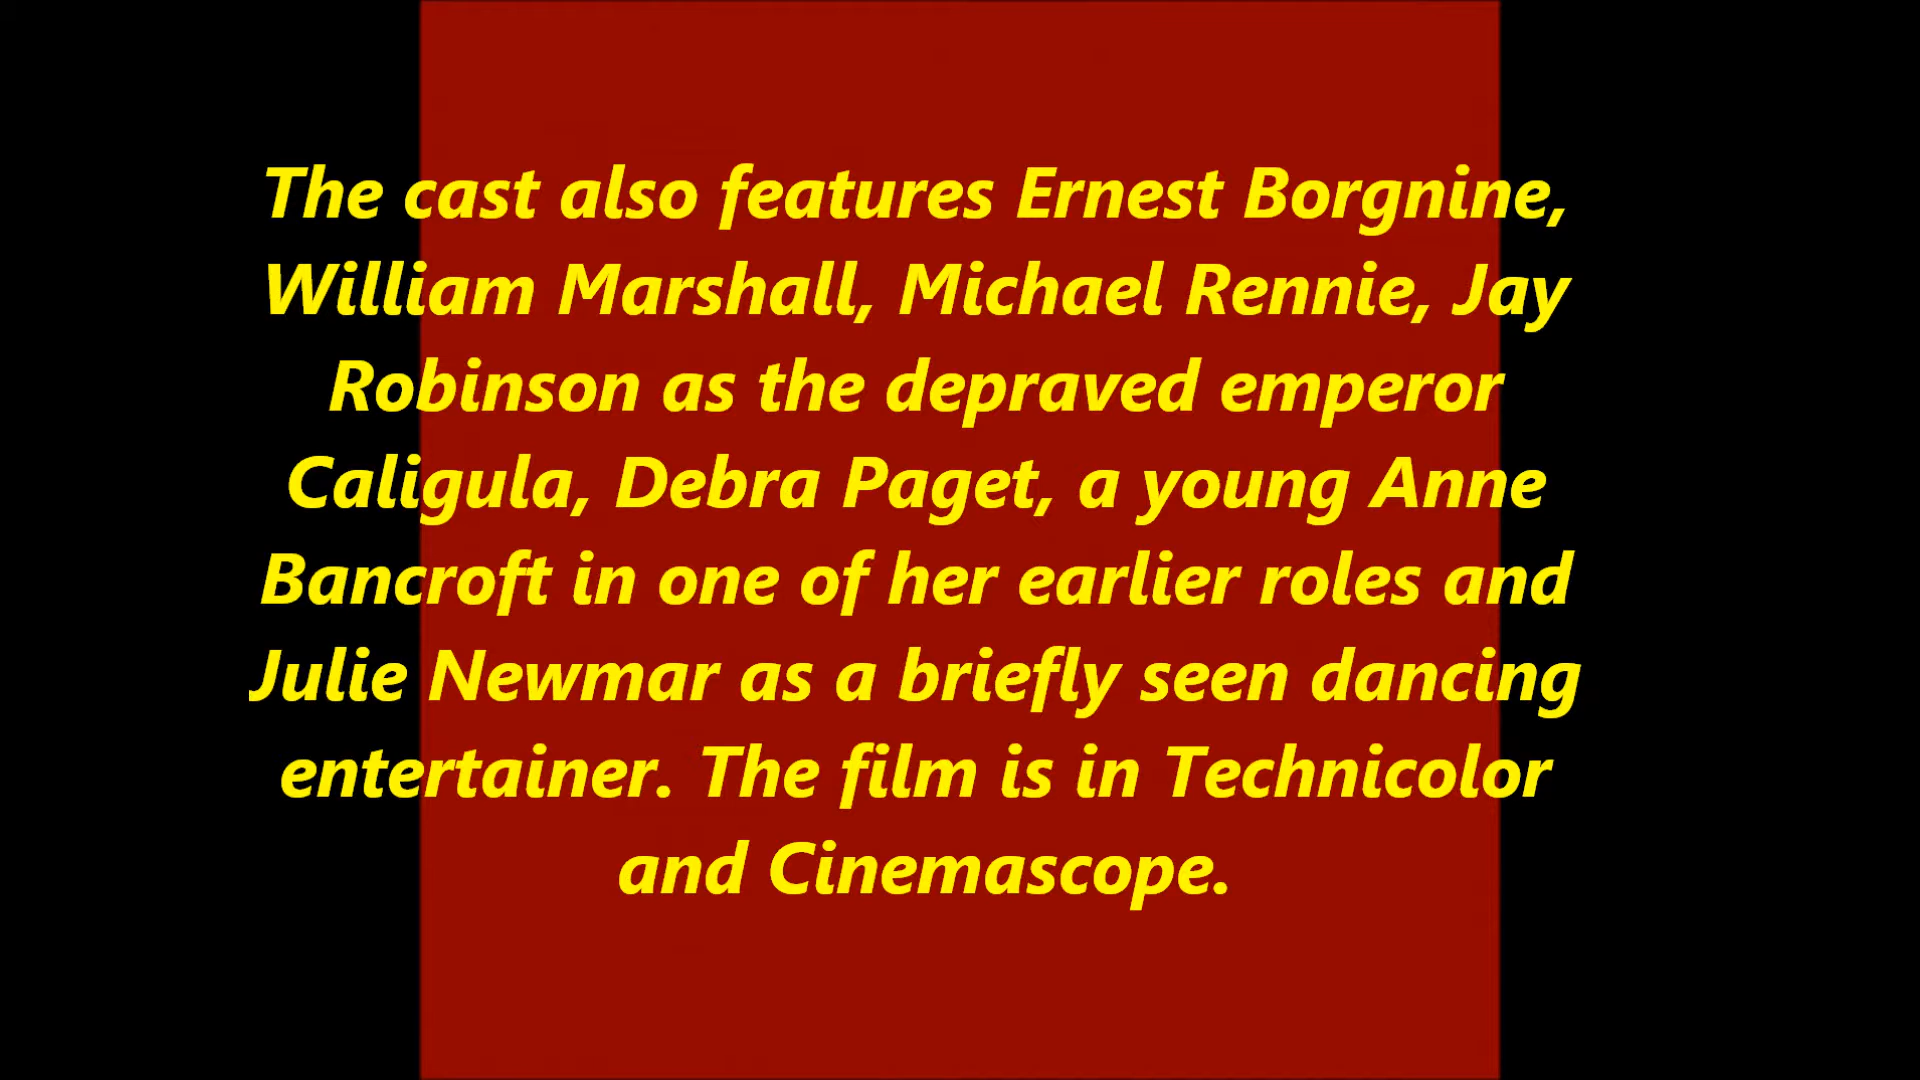 The cast also features Ernest Borgnine,
William Marshall, Michael Rennie, Jay
Robinson as the depraved emperor
Caligula, Debra Paget, a young Anne
Bancroft in one of her earlier roles and
Julie Newmar as a briefly seen dancing
entertainer. The film is in Technicolor
and Cinemascope.